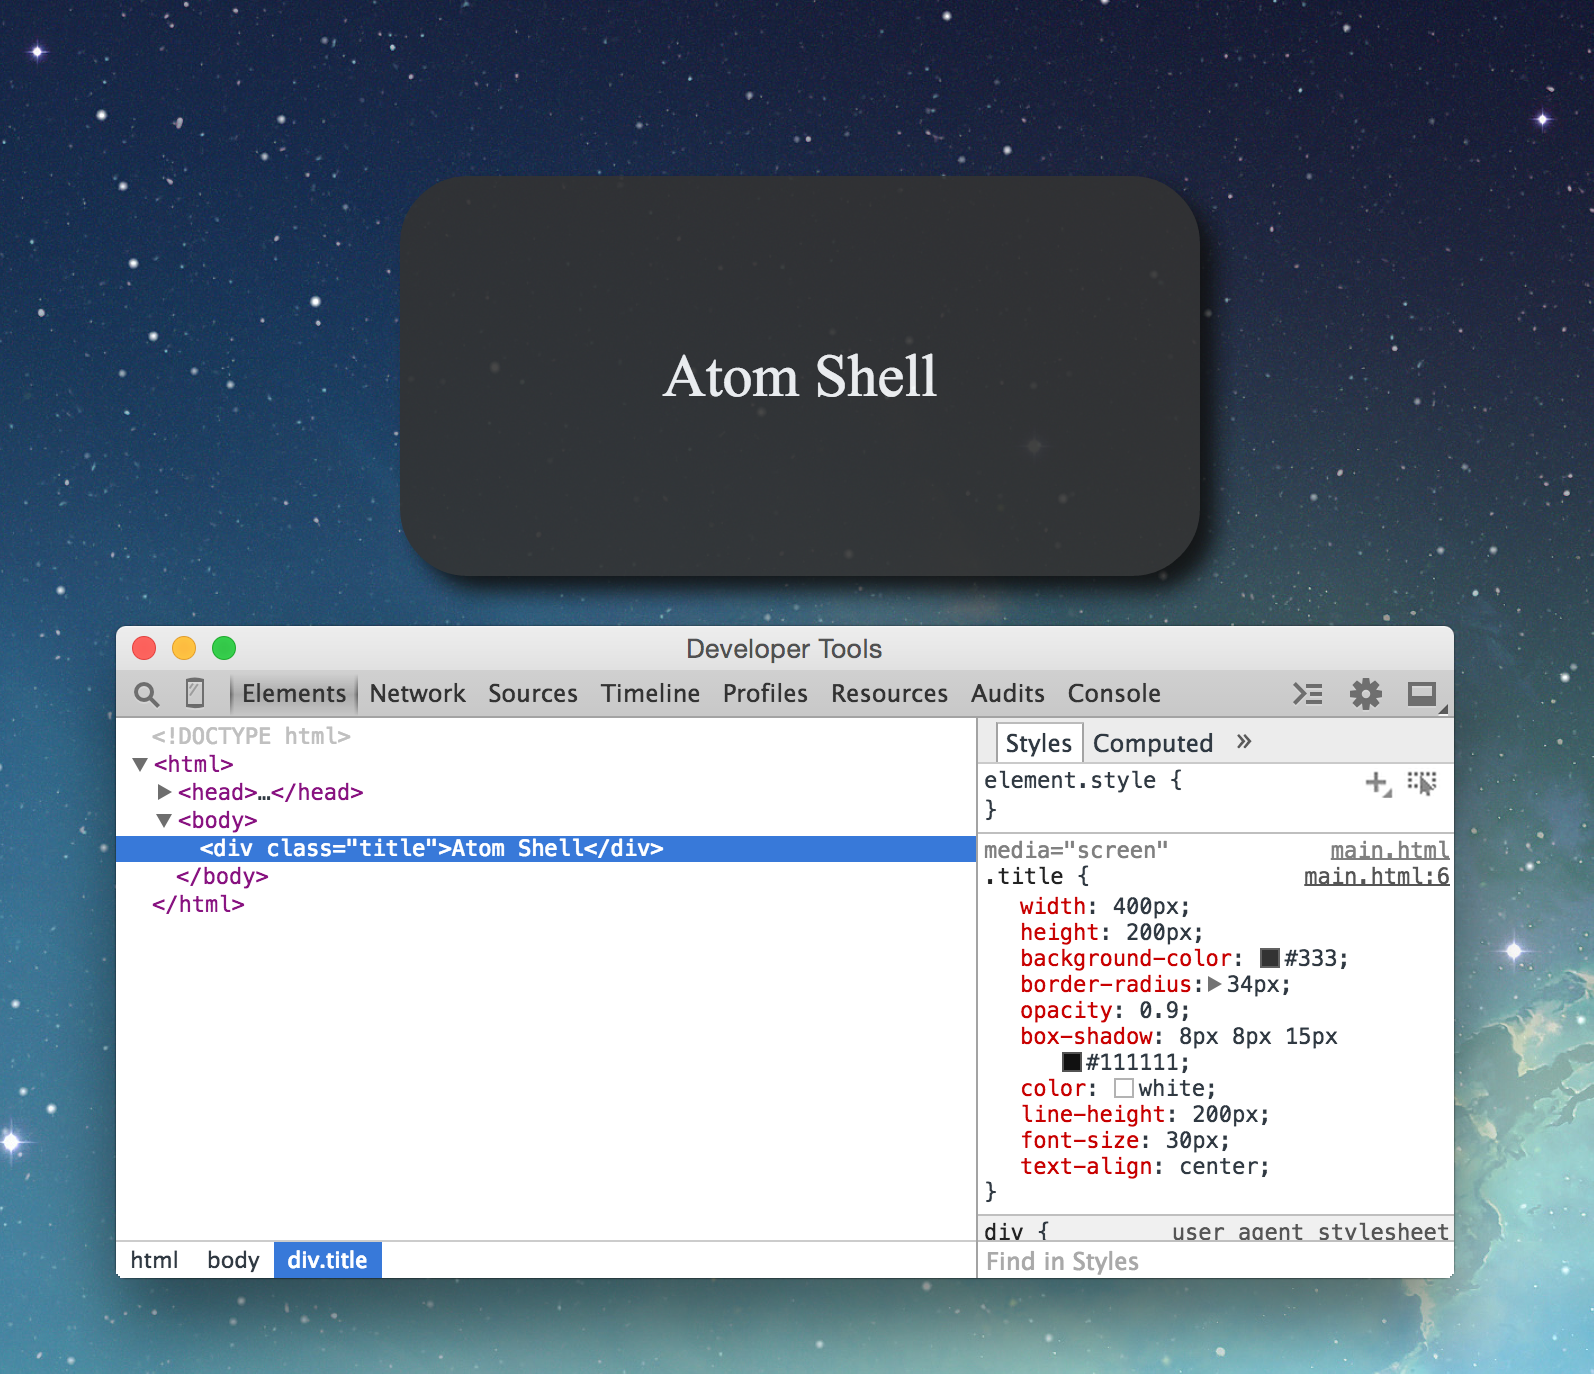 Atom Shell
Developer Tools
Elements Network Sources Timeline Profiles Resources Audits Console
<!DOCTYPE html>
<html>
<head>…</head>
<body>
<div class="title">Atom Shell</div>
</body>
</html>
html body div.title
Styles Computed »
element.style {
}
media="screen" main.html
.title { main.html:6
width: 400px;
height: 200px;
background-color: #333;
border-radius: 34px;
opacity: 0.9;
box-shadow: 8px 8px 15px
#111111;
color: white;
line-height: 200px;
font-size: 30px;
text-align: center;
}
div { user agent stylesheet
Find in Styles